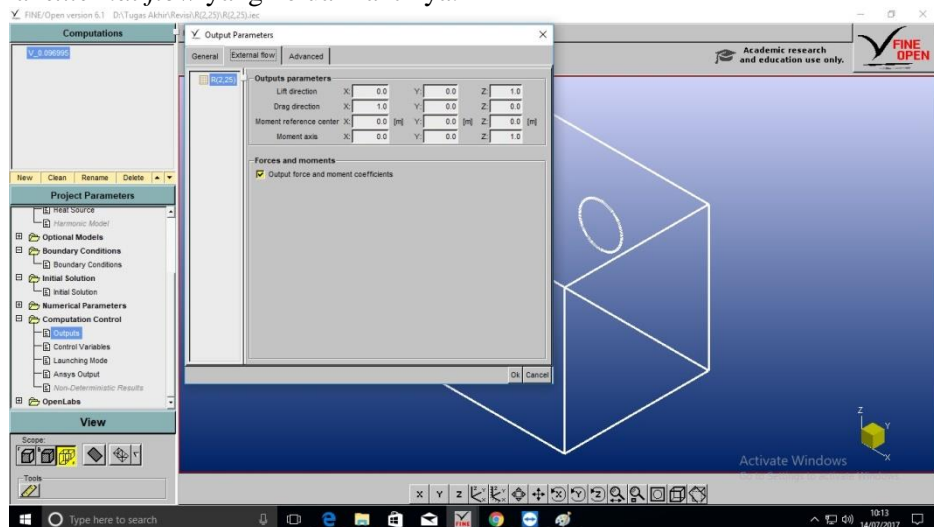 FINE/Open version 6.1 D:\Tugas Akhir\Revisi\R(2,25)\R(2,25).iec
Computations
V_0.096995
New Clean Rename Delete
Project Parameters
Heat Source
Harmonic Model
Optional Models
Boundary Conditions
Boundary Conditions
Initial Solution
Initial Solution
Numerical Parameters
Computation Control
Outputs
Control Variables
Launching Mode
Ansys Output
Non-Deterministic Results
OpenLabs
View
Scope:
Tools
Output Parameters
General External flow Advanced
R(2,25)
Outputs parameters
Lift direction X: 0.0 Y: 0.0 Z: 1.0
Drag direction X: 1.0 Y: 0.0 Z: 0.0
Moment reference center X: 0.0 [m] Y: 0.0 [m] Z: 0.0 [m]
Moment axis X: 0.0 Y: 0.0 Z: 1.0
Forces and moments
Output force and moment coefficients
Ok Cancel
Academic research
and education use only.
FINE
OPEN
Z
Y
X
Activate Windows
X Y Z
Type here to search
10:13
14/07/2017